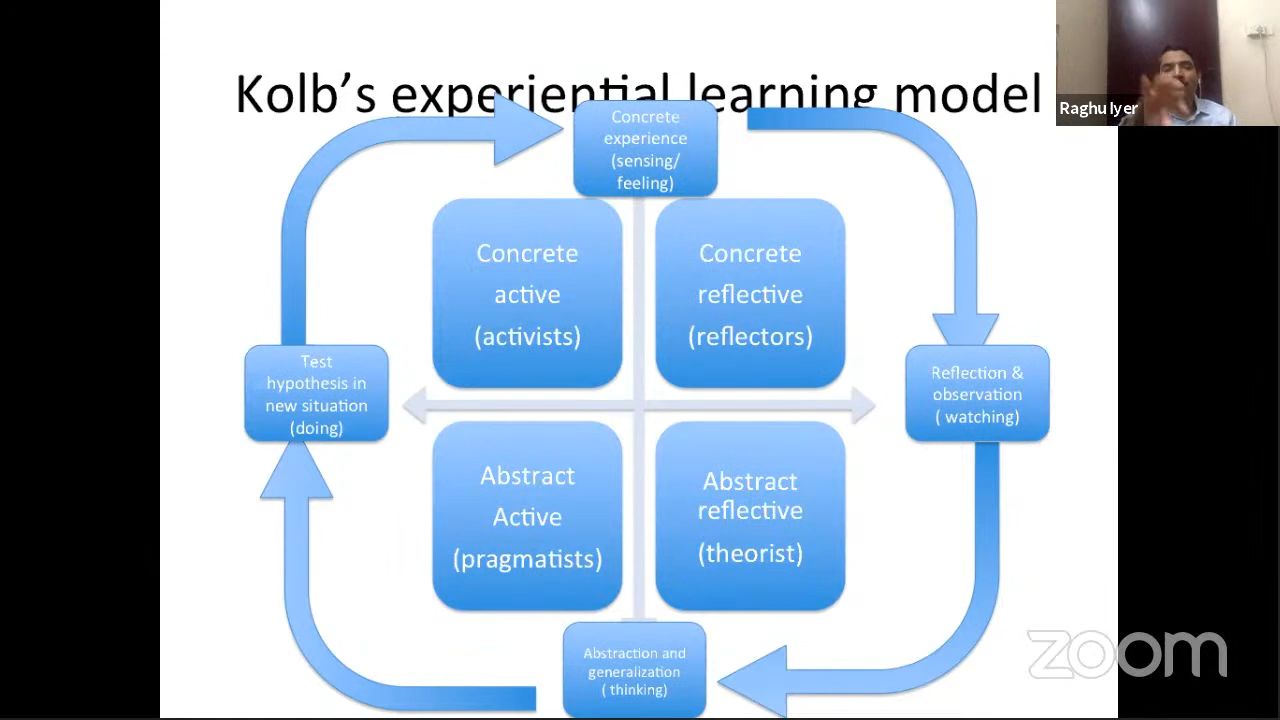 Kolb's experiential learning model
Raghu Iyer
Concrete
experience
(sensing/
feeling)
Concrete
active
(activists)
Concrete
reflective
(reflectors)
Test
hypothesis in
new situation
(doing)
Reflection &
observation
( watching)
Abstract
Active
(pragmatists)
Abstract
reflective
(theorist)
Abstraction and
generalization
( thinking)
zoom